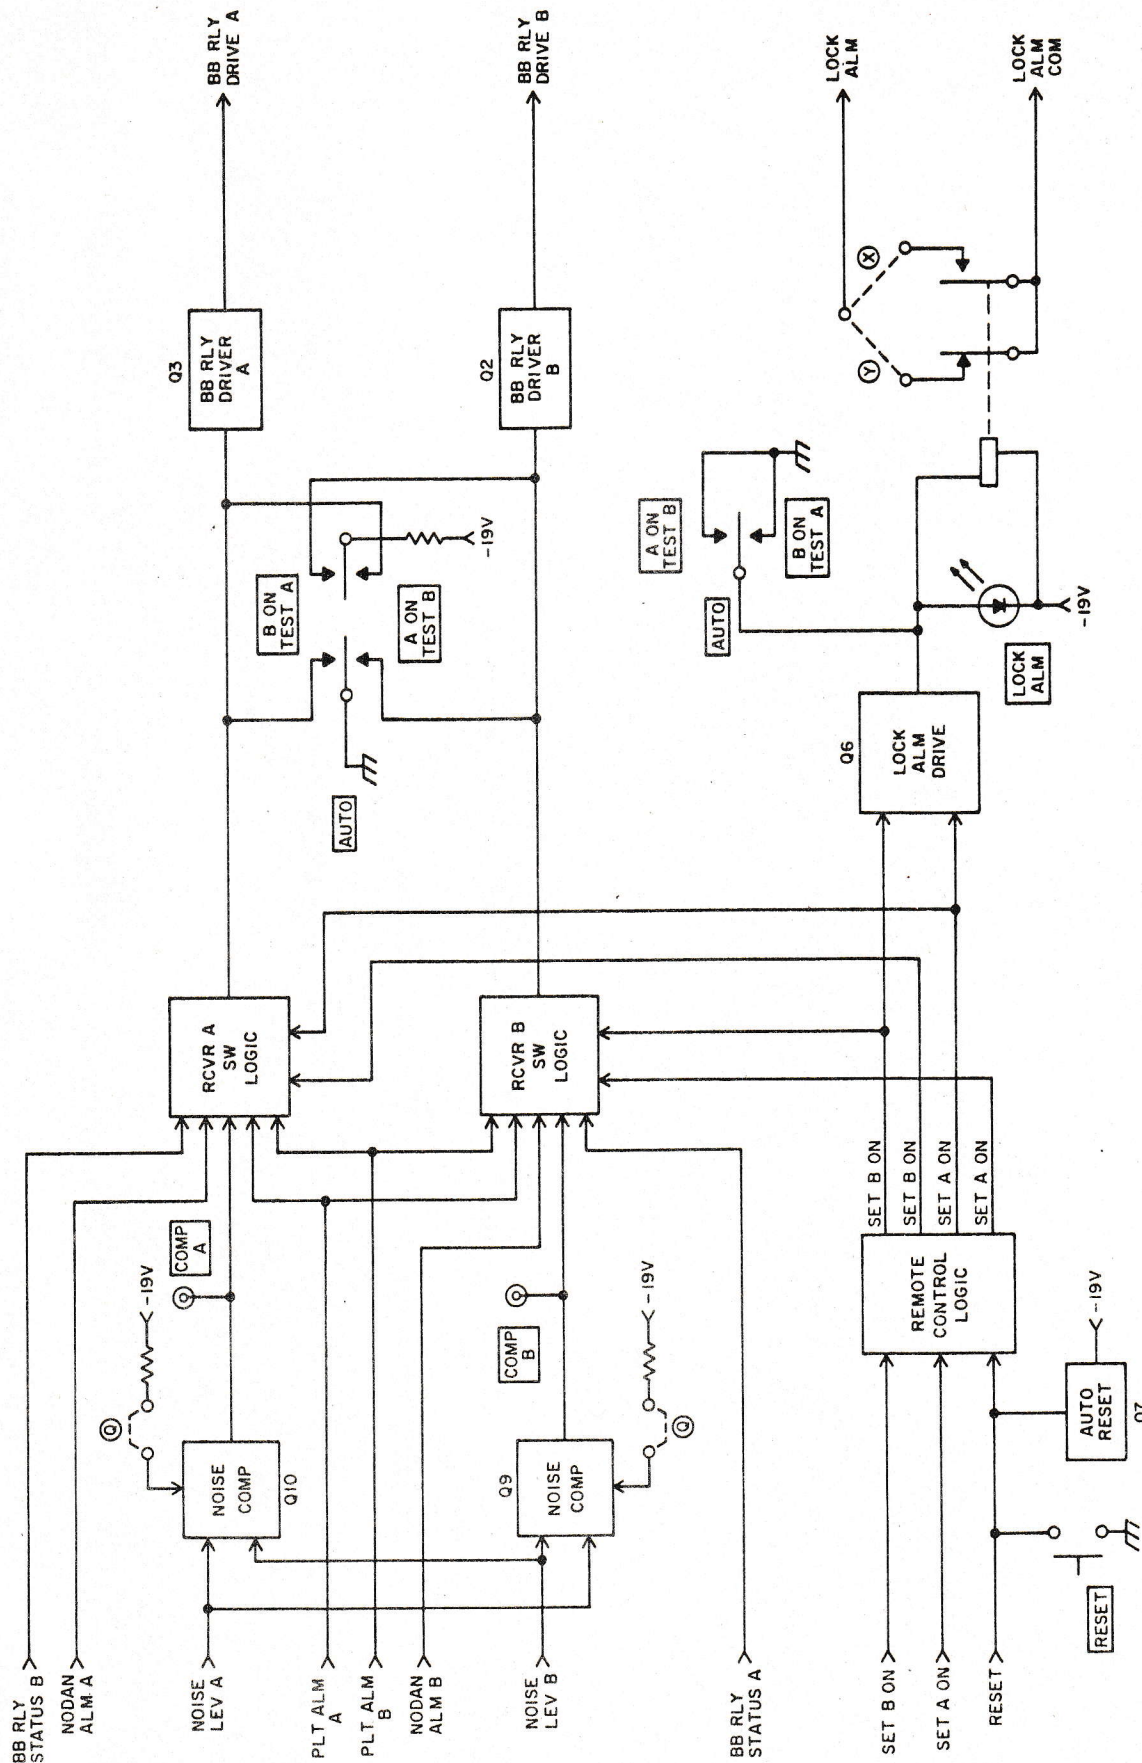 BB RLY
STATUS B
NODAN
ALM A
NOISE
LEV A
PLT ALM
A
PLT ALM
B
NODAN
ALM B
NOISE
LEV B
BB RLY
STATUS A
SET B ON
SET A ON
RESET
RESET
Q
-19V
NOISE
COMP
Q10
COMP
A
Q9
NOISE
COMP
COMP
B
Q
-19V
AUTO
RESET
Q7
-19V
REMOTE
CONTROL
LOGIC
SET B ON
SET B ON
SET A ON
SET A ON
RCVR A
SW
LOGIC
RCVR B
SW
LOGIC
AUTO
B ON
TEST A
A ON
TEST B
-19V
Q3
BB RLY
DRIVER
A
BB RLY
DRIVE A
Q2
BB RLY
DRIVER
B
BB RLY
DRIVE B
Q6
LOCK
ALM
DRIVE
AUTO
A ON
TEST B
B ON
TEST A
LOCK
ALM
-19V
Y
X
LOCK
ALM
LOCK
ALM
COM